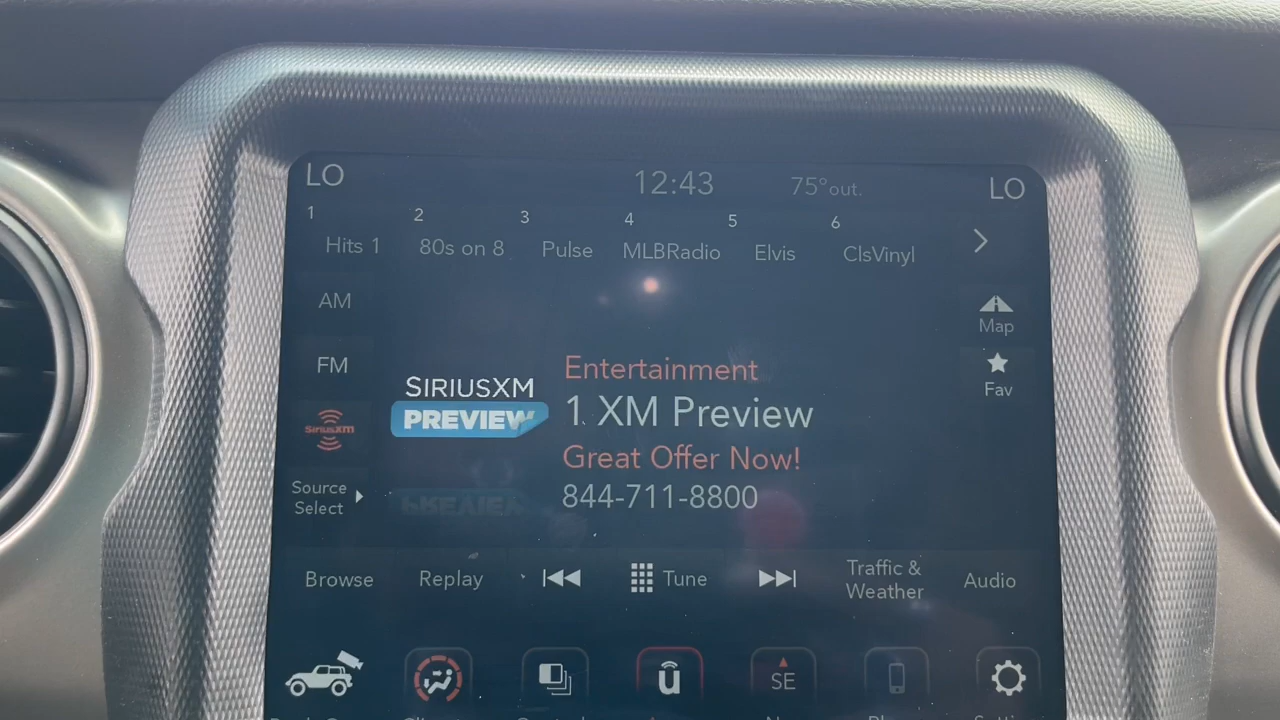 LO 12:43 75°out. LO
1 2 3 4 5 6
Hits 1 80s on 8 Pulse MLBRadio Elvis ClsVinyl
AM
FM
Map
Fav
SIRIUSXM
PREVIEW
Entertainment
1 XM Preview
Great Offer Now!
844-711-8800
SiriusXM
Source
Select
Browse Replay Tune Traffic &
Weather Audio
u SE